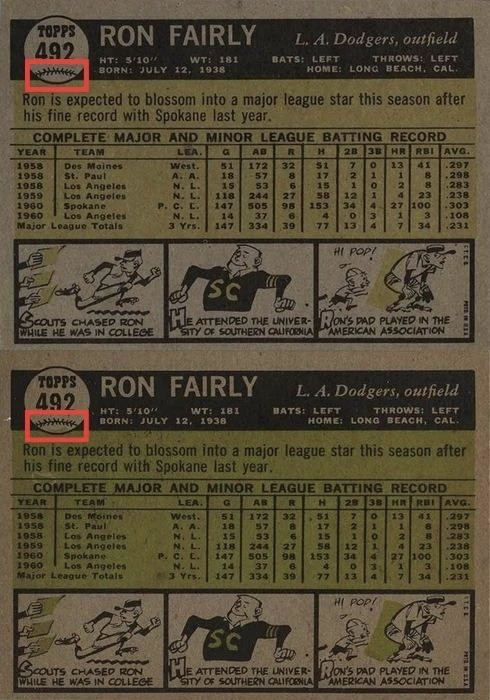 TOPPS
492
RON FAIRLY
L. A. Dodgers, outfield
HT: 5'10" WT: 181 BATS: LEFT THROWS: LEFT
BORN: JULY 12, 1938 HOME: LONG BEACH, CAL.
Ron is expected to blossom into a major league star this season after
his fine record with Spokane last year.
COMPLETE MAJOR AND MINOR LEAGUE BATTING RECORD
YEAR TEAM LEA. G AB R H 2B 3B HR RBI AVG.
1958 Des Moines West. 51 172 32 51 7 0 13 41 .297
1958 St. Paul A. A. 18 57 8 17 2 1 1 8 .298
1958 Los Angeles N. L. 15 53 6 15 1 0 2 8 .283
1959 Los Angeles N. L. 118 244 27 58 12 1 4 23 .238
1960 Spokane P. C. L. 147 505 98 153 34 4 27 100 .303
1960 Los Angeles N. L. 14 37 6 4 0 3 1 3 .108
Major League Totals 3 Yrs. 147 334 39 77 13 4 7 34 .231
SCOUTS CHASED RON
WHILE HE WAS IN COLLEGE
SC
HE ATTENDED THE UNIVER-
SITY OF SOUTHERN CALIFORNIA
HI POP!
RON'S DAD PLAYED IN THE
AMERICAN ASSOCIATION
TOPPS
492
RON FAIRLY
L. A. Dodgers, outfield
HT: 5'10" WT: 181 BATS: LEFT THROWS: LEFT
BORN: JULY 12, 1938 HOME: LONG BEACH, CAL.
Ron is expected to blossom into a major league star this season after
his fine record with Spokane last year.
COMPLETE MAJOR AND MINOR LEAGUE BATTING RECORD
YEAR TEAM LEA. G AB R H 2B 3B HR RBI AVG.
1958 Des Moines West. 51 172 32 51 7 0 13 41 .297
1958 St. Paul A. A. 18 57 8 17 2 1 1 8 .298
1958 Los Angeles N. L. 15 53 6 15 1 0 2 8 .283
1959 Los Angeles N. L. 118 244 27 58 12 1 4 23 .238
1960 Spokane P. C. L. 147 505 98 153 34 4 27 100 .303
1960 Los Angeles N. L. 14 37 6 4 0 3 1 3 .108
Major League Totals 3 Yrs. 147 334 39 77 13 4 7 34 .231
SCOUTS CHASED RON
WHILE HE WAS IN COLLEGE
SC
HE ATTENDED THE UNIVER-
SITY OF SOUTHERN CALIFORNIA
HI POP!
RON'S DAD PLAYED IN THE
AMERICAN ASSOCIATION